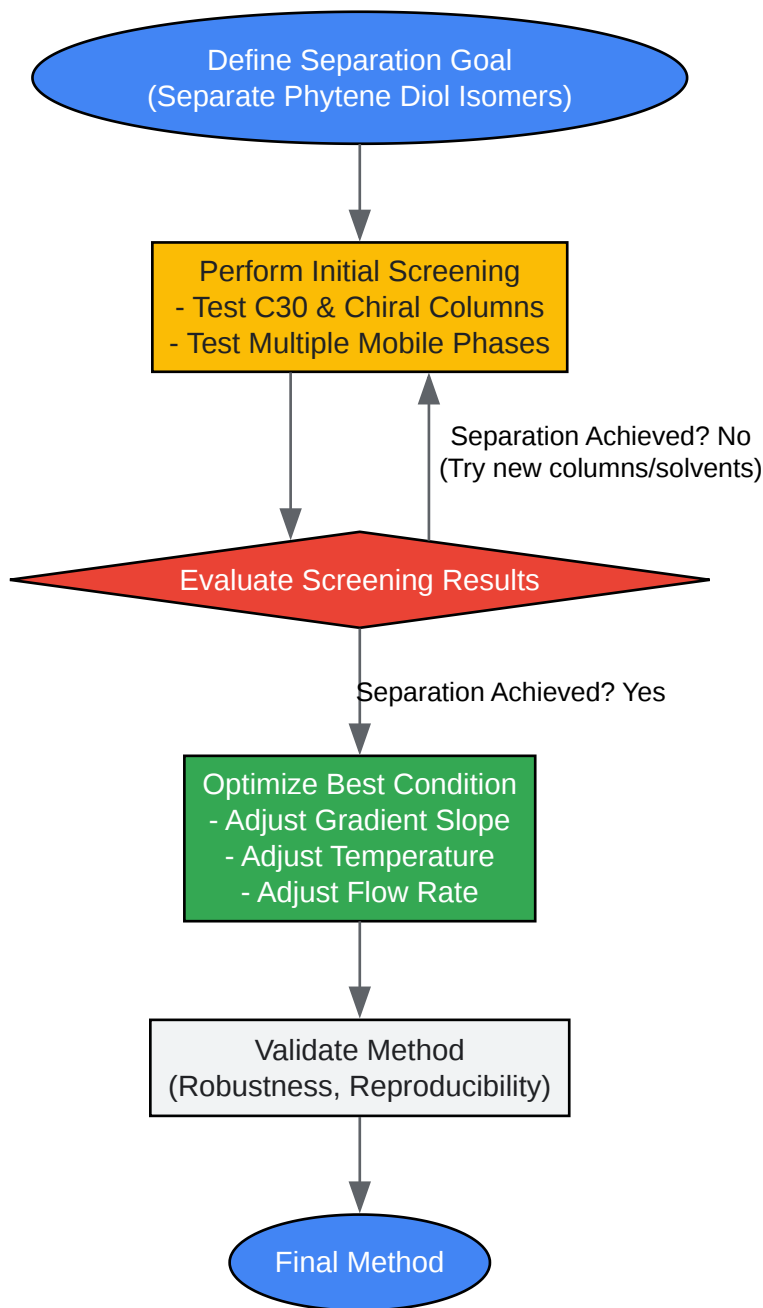 Define Separation Goal
(Separate Phytene Diol Isomers)
Perform Initial Screening
- Test C30 & Chiral Columns
- Test Multiple Mobile Phases
Separation Achieved? No
(Try new columns/solvents)
Evaluate Screening Results
Separation Achieved? Yes
Optimize Best Condition
- Adjust Gradient Slope
- Adjust Temperature
- Adjust Flow Rate
Validate Method
(Robustness, Reproducibility)
Final Method